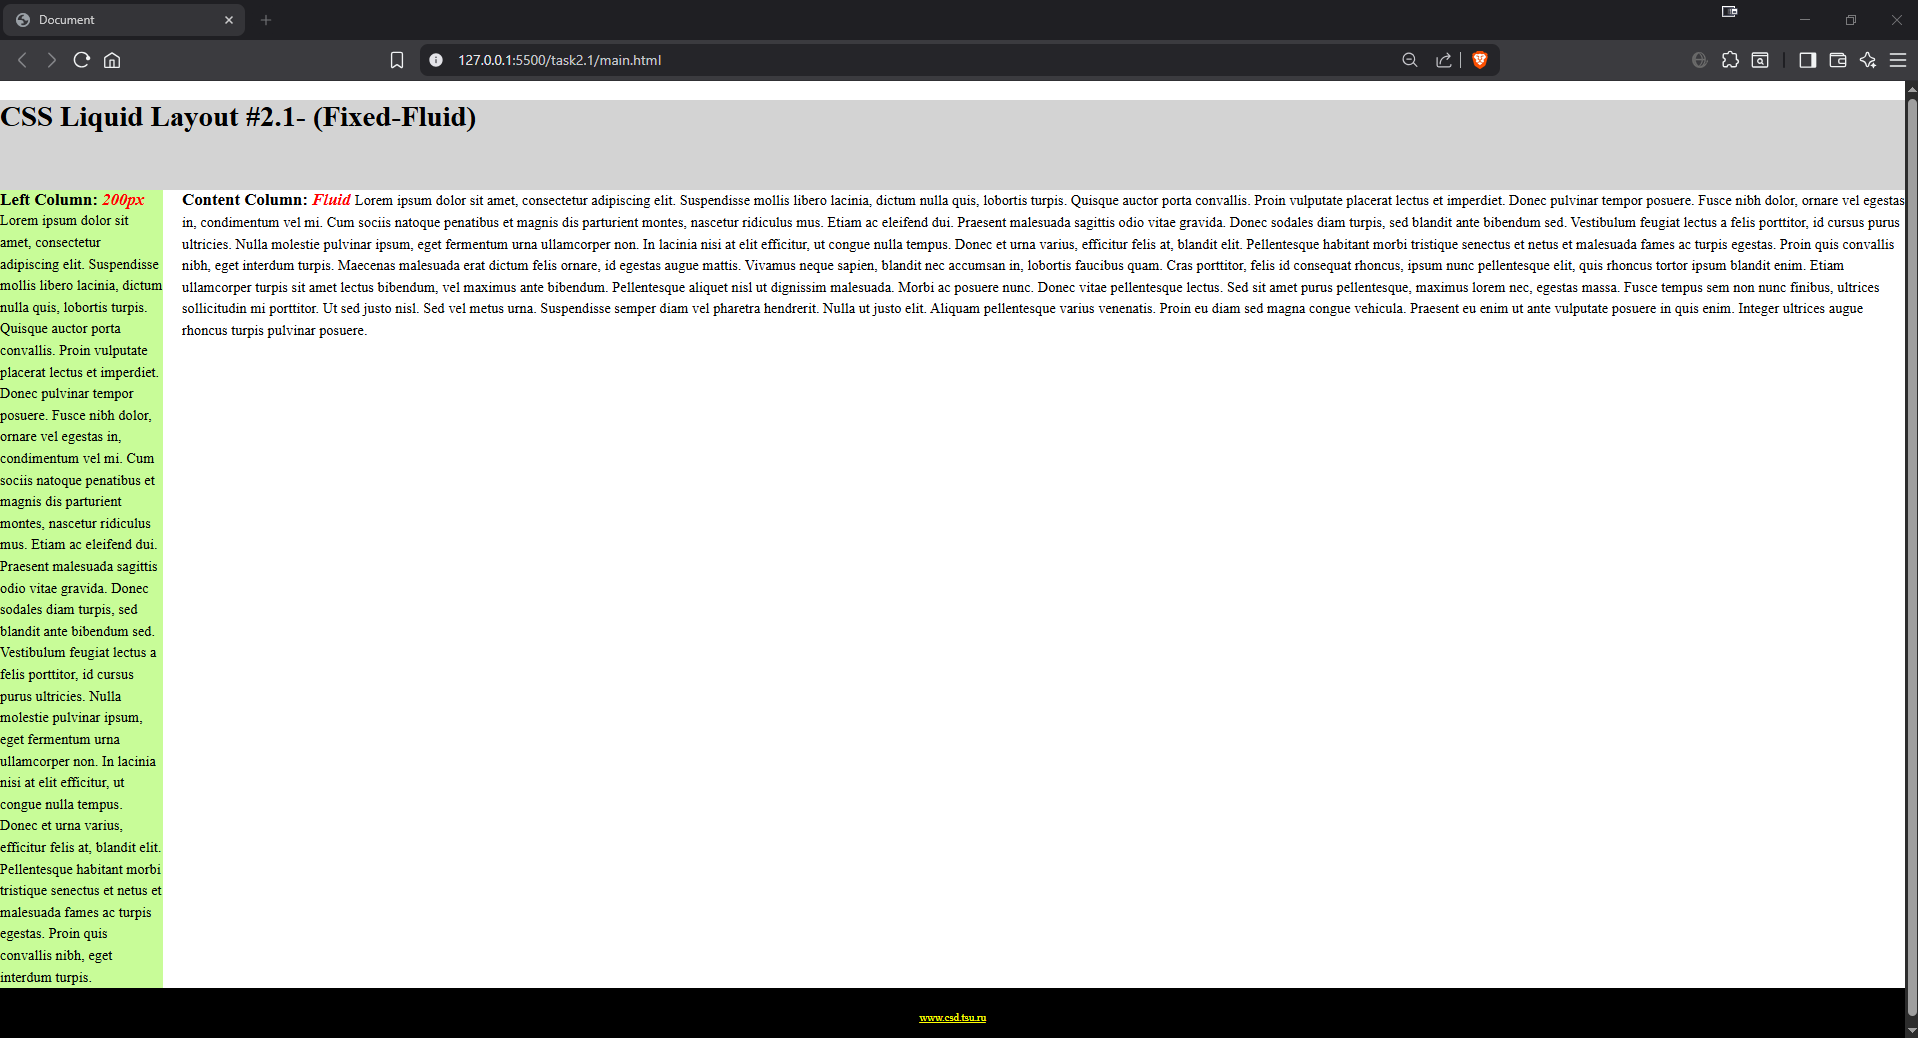 Document
127.0.0.1:5500/task2.1/main.html
CSS Liquid Layout #2.1- (Fixed-Fluid)
Left Column: 200px
Lorem ipsum dolor sit
amet, consectetur
adipiscing elit. Suspendisse
mollis libero lacinia, dictum
nulla quis, lobortis turpis.
Quisque auctor porta
convallis. Proin vulputate
placerat lectus et imperdiet.
Donec pulvinar tempor
posuere. Fusce nibh dolor,
ornare vel egestas in,
condimentum vel mi. Cum
sociis natoque penatibus et
magnis dis parturient
montes, nascetur ridiculus
mus. Etiam ac eleifend dui.
Praesent malesuada sagittis
odio vitae gravida. Donec
sodales diam turpis, sed
blandit ante bibendum sed.
Vestibulum feugiat lectus a
felis porttitor, id cursus
purus ultricies. Nulla
molestie pulvinar ipsum,
eget fermentum urna
ullamcorper non. In lacinia
nisi at elit efficitur, ut
congue nulla tempus.
Donec et urna varius,
efficitur felis at, blandit elit.
Pellentesque habitant morbi
tristique senectus et netus et
malesuada fames ac turpis
egestas. Proin quis
convallis nibh, eget
interdum turpis.
Content Column: Fluid Lorem ipsum dolor sit amet, consectetur adipiscing elit. Suspendisse mollis libero lacinia, dictum nulla quis, lobortis turpis. Quisque auctor porta convallis. Proin vulputate placerat lectus et imperdiet. Donec pulvinar tempor posuere. Fusce nibh dolor, ornare vel egestas
in, condimentum vel mi. Cum sociis natoque penatibus et magnis dis parturient montes, nascetur ridiculus mus. Etiam ac eleifend dui. Praesent malesuada sagittis odio vitae gravida. Donec sodales diam turpis, sed blandit ante bibendum sed. Vestibulum feugiat lectus a felis porttitor, id cursus purus
ultricies. Nulla molestie pulvinar ipsum, eget fermentum urna ullamcorper non. In lacinia nisi at elit efficitur, ut congue nulla tempus. Donec et urna varius, efficitur felis at, blandit elit. Pellentesque habitant morbi tristique senectus et netus et malesuada fames ac turpis egestas. Proin quis convallis
nibh, eget interdum turpis. Maecenas malesuada erat dictum felis ornare, id egestas augue mattis. Vivamus neque sapien, blandit nec accumsan in, lobortis faucibus quam. Cras porttitor, felis id consequat rhoncus, ipsum nunc pellentesque elit, quis rhoncus tortor ipsum blandit enim. Etiam
ullamcorper turpis sit amet lectus bibendum, vel maximus ante bibendum. Pellentesque aliquet nisl ut dignissim malesuada. Morbi ac posuere nunc. Donec vitae pellentesque lectus. Sed sit amet purus pellentesque, maximus lorem nec, egestas massa. Fusce tempus sem non nunc finibus, ultrices
sollicitudin mi porttitor. Ut sed justo nisl. Sed vel metus urna. Suspendisse semper diam vel pharetra hendrerit. Nulla ut justo elit. Aliquam pellentesque varius venenatis. Proin eu diam sed magna congue vehicula. Praesent eu enim ut ante vulputate posuere in quis enim. Integer ultrices augue
rhoncus turpis pulvinar posuere.
www.csd.tsu.ru